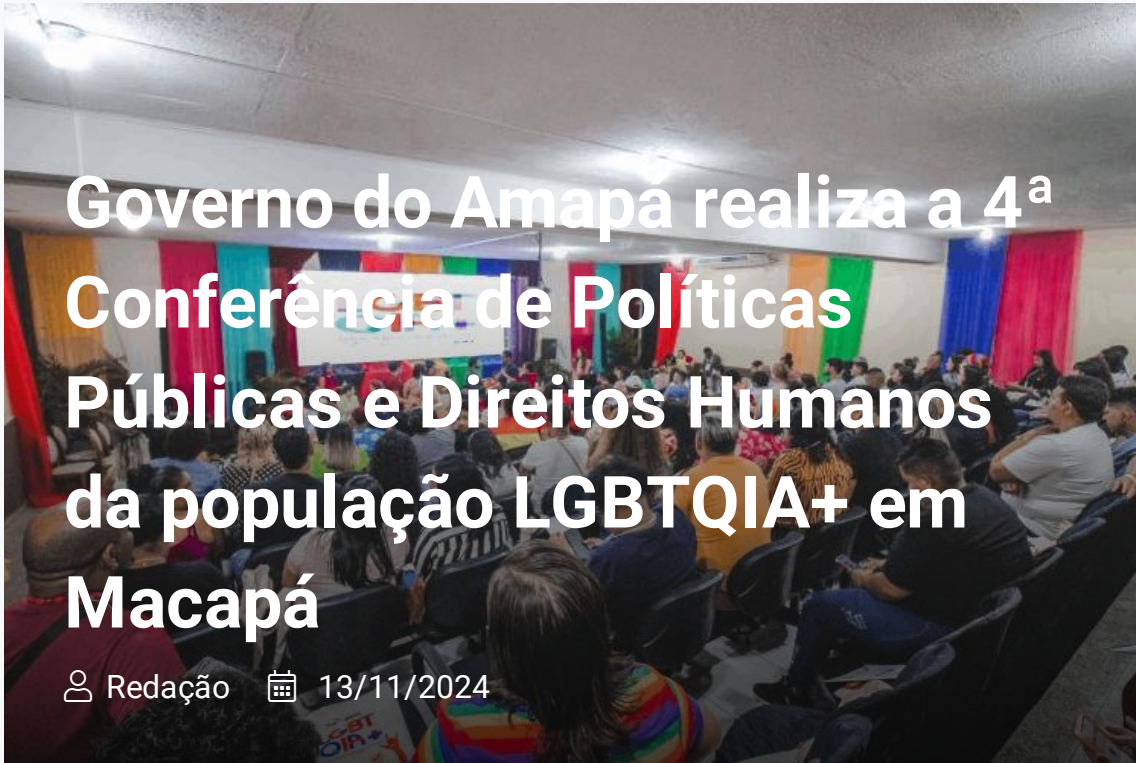 Governo do Amapá realiza a 4ª
Conferência de Políticas
Públicas e Direitos Humanos
da população LGBTQIA+ em
Macapá
Redação 13/11/2024